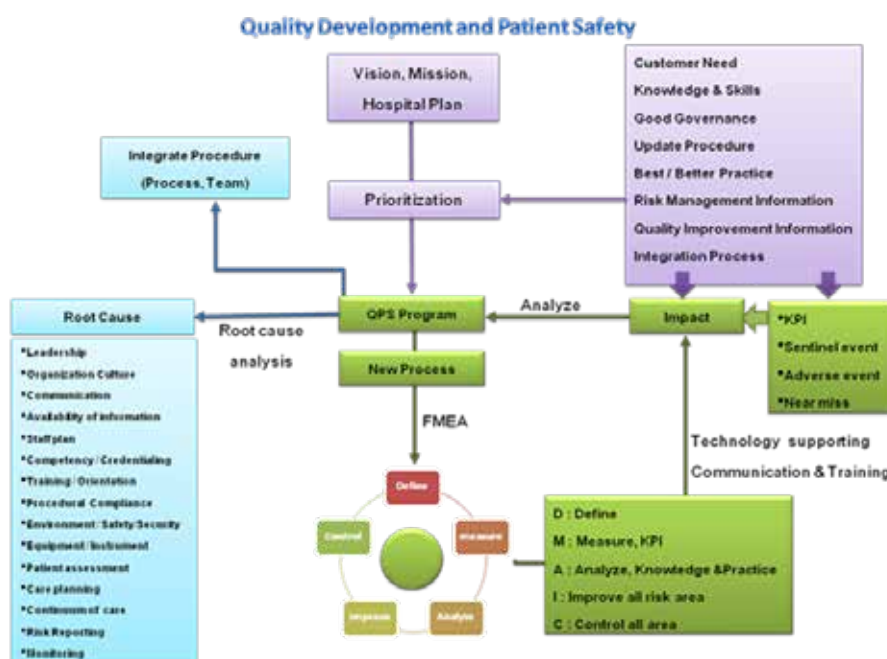 Quality Development and Patient Safety
Vision, Mission,
Hospital Plan
Customer Need
Knowledge & Skills
Good Governance
Update Procedure
Best / Better Practice
Risk Management Information
Quality Improvement Information
Integration Process
Integrate Procedure
(Process, Team)
Prioritization
Root Cause
Root cause
analysis
QPS Program
Analyze
Impact
*KPI
*Sentinel event
*Adverse event
*Near miss
New Process
FMEA
Technology supporting
Communication & Training
*Leadership
*Organization Culture
*Communication
*Availability of information
*Staff plan
*Competency / Credentialing
*Training / Orientation
*Procedural Compliance
*Environment / Safety/Security
*Equipment / Instrument
*Patient assessment
*Care planning
*Continuum of care
*Risk Reporting
*Monitoring
Define
measure
Analyze
Improve
Control
D : Define
M : Measure, KPI
A : Analyze, Knowledge &Practice
I : Improve all risk area
C : Control all area